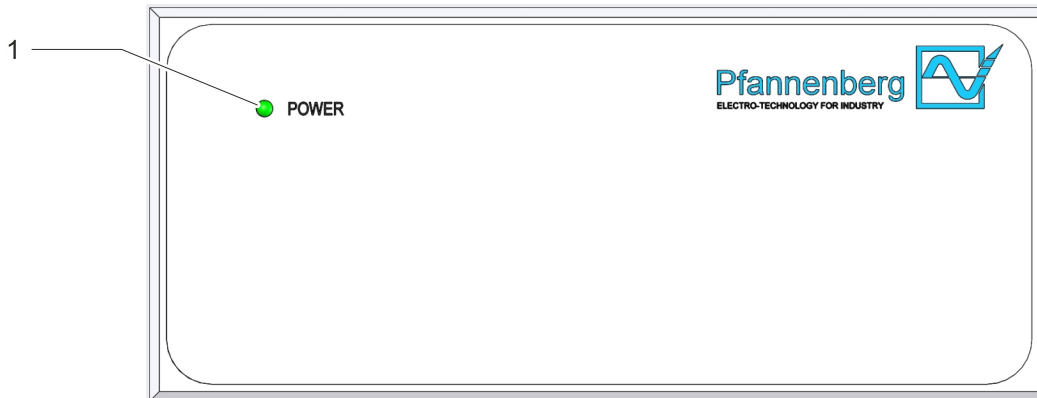 1
POWER
Pfannenberg
ELECTRO-TECHNOLOGY FOR INDUSTRY